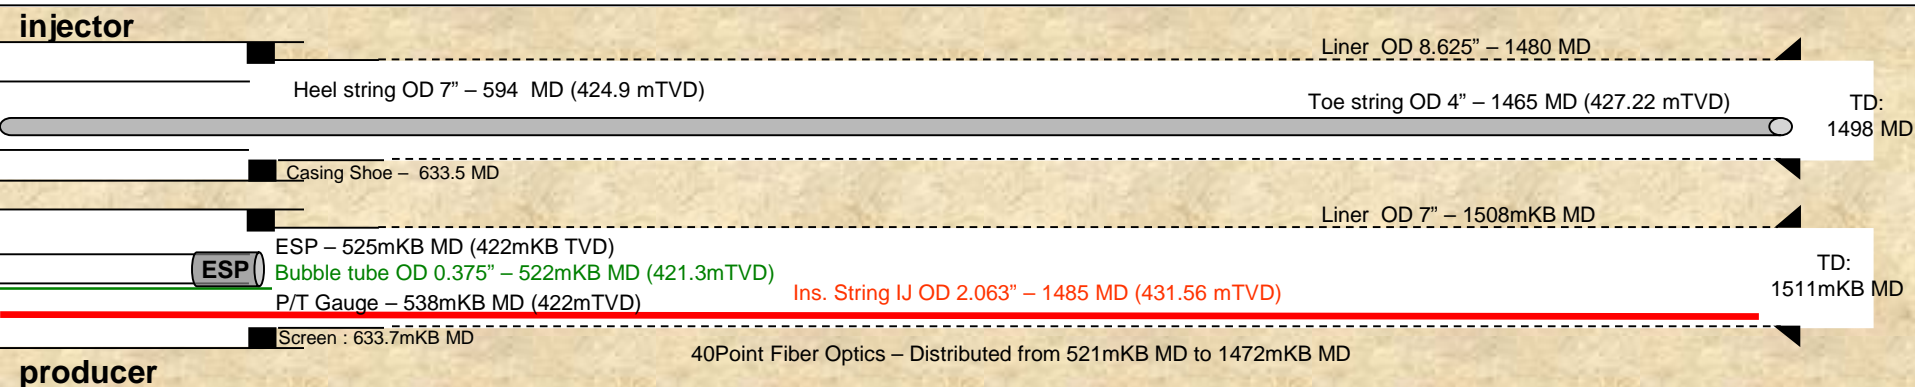 injector
Liner  OD 8.625” – 1480 MD
Heel string OD 7” – 594  MD (424.9 mTVD)
Toe string OD 4” – 1465 MD (427.22 mTVD)
TD:
1498 MD
Casing Shoe –  633.5 MD
Liner  OD 7” – 1508mKB MD
ESP – 525mKB MD (422mKB TVD)
ESP
Bubble tube OD 0.375” – 522mKB MD (421.3mTVD)
TD:
1511mKB MD
Ins. String IJ OD 2.063” – 1485 MD (431.56 mTVD)
P/T Gauge – 538mKB MD (422mTVD)
Screen : 633.7mKB MD
40Point Fiber Optics – Distributed from 521mKB MD to 1472mKB MD
producer